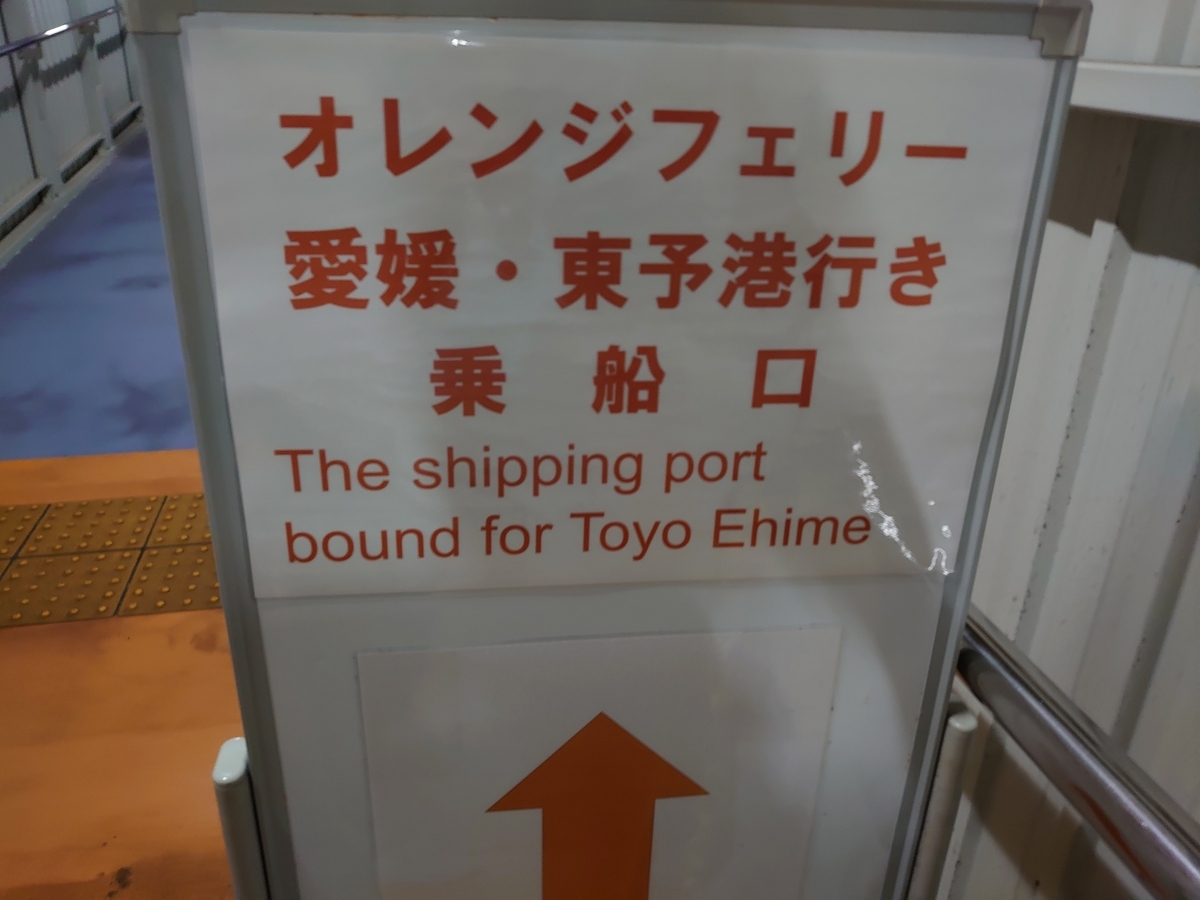 オレンジフェリー
愛媛・東予港行き
乗船口
The shipping port
bound for Toyo Ehime